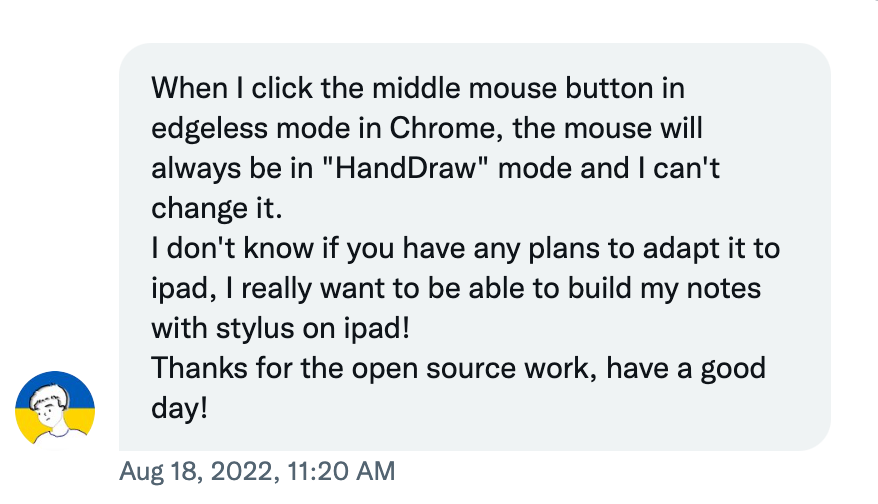 When I click the middle mouse button in
edgeless mode in Chrome, the mouse will
always be in "HandDraw" mode and I can't
change it.
I don't know if you have any plans to adapt it to
ipad, I really want to be able to build my notes
with stylus on ipad!
Thanks for the open source work, have a good
day!
Aug 18, 2022, 11:20 AM